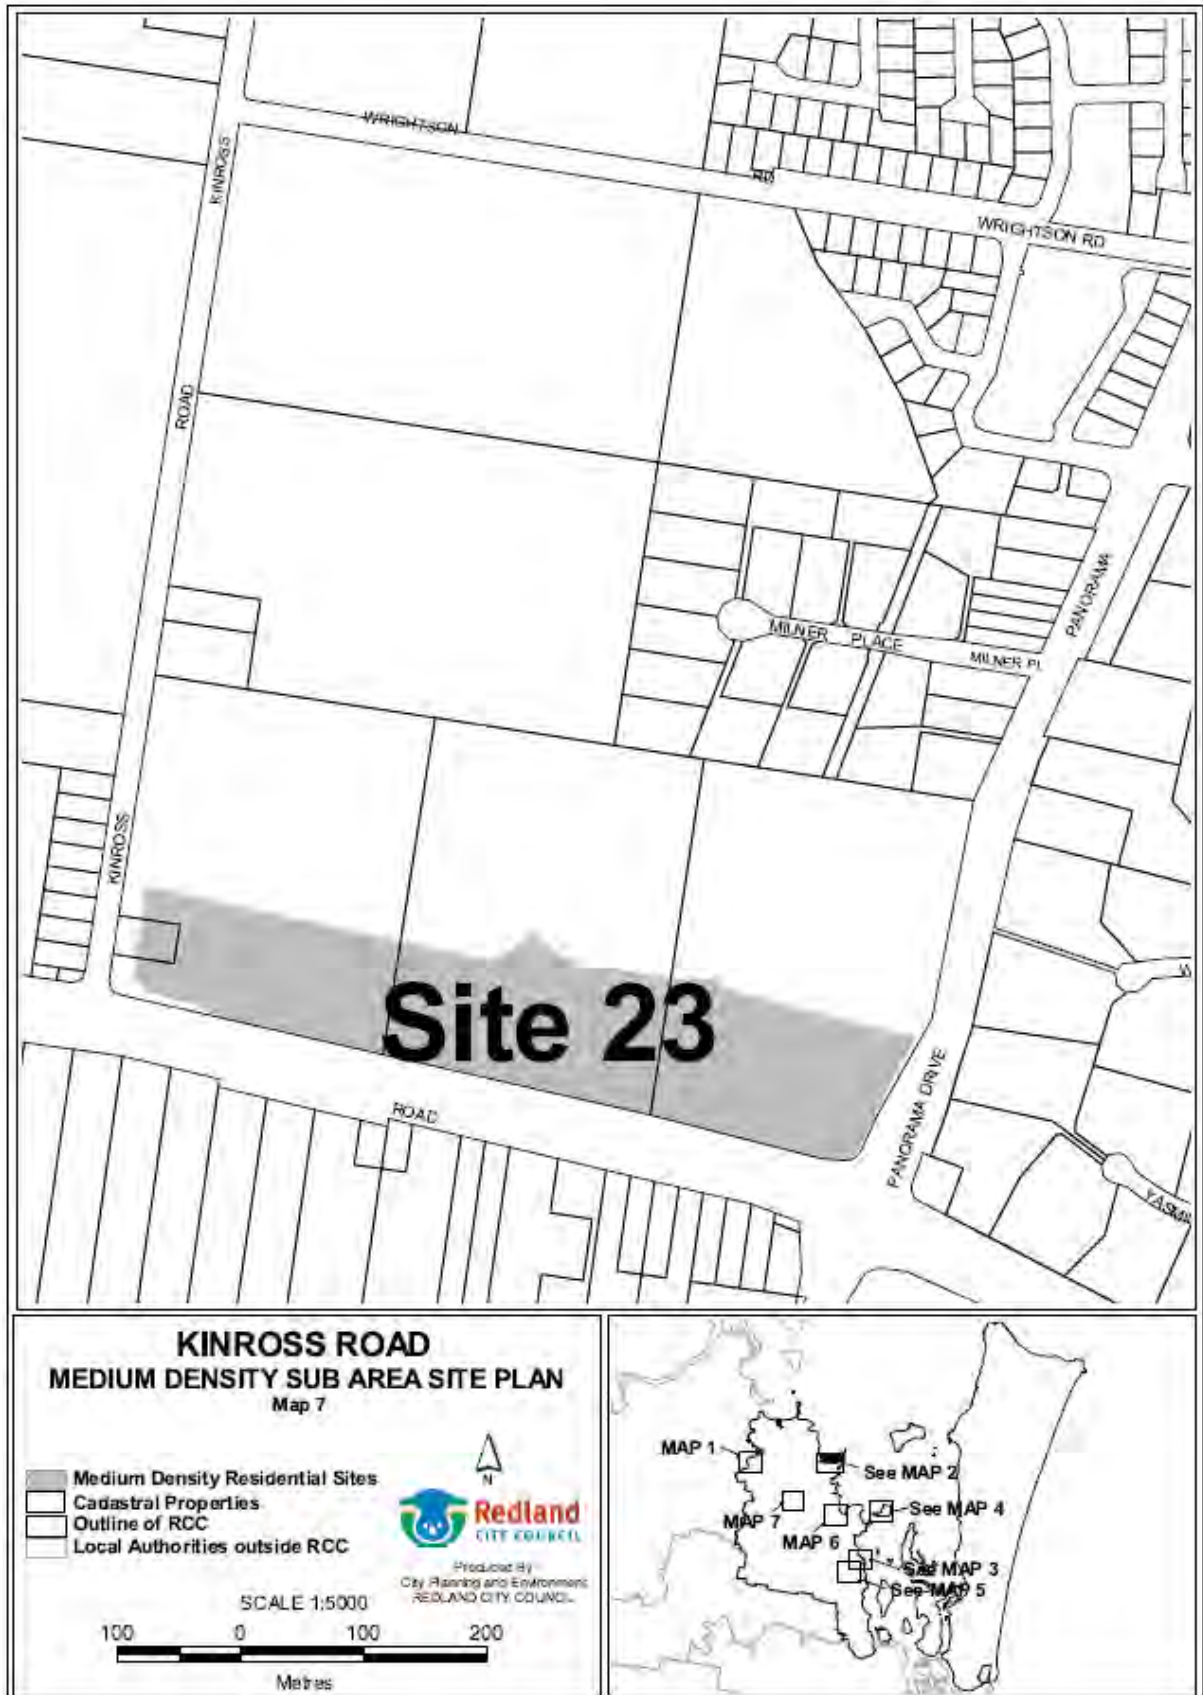 WRIGHTSON
RD
WRIGHTSON RD
KINROSS
ROAD
PANORAMA
MILNER PLACE
MILNER PL
KINROSS
Site 23
PANORAMA DRIVE
ROAD
KINROSS ROAD
MEDIUM DENSITY SUB AREA SITE PLAN
Map 7
N
Medium Density Residential Sites
Cadastral Properties
Outline of RCC
Local Authorities outside RCC
Redland
CITY COUNCIL
Produced By
City Planning and Environment
REDLAND CITY COUNCIL
SCALE 1:5000
100 0 100 200
Metres
MAP 1
See MAP 2
MAP 7
See MAP 4
MAP 6
See MAP 3
See MAP 5